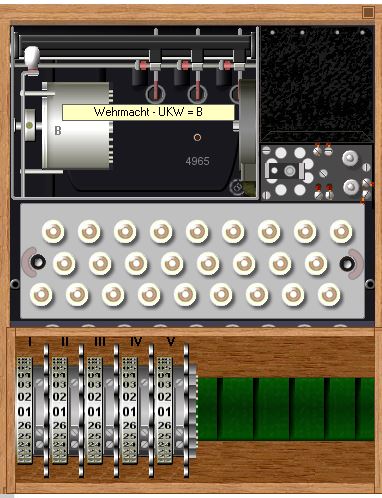 Wehrmacht - UKW = B
B
4965
I II III IV V
03 03 03 03 03
02 02 02 02 02
01 01 01 01 01
26 26 26 26 26
25 25 25 25 25